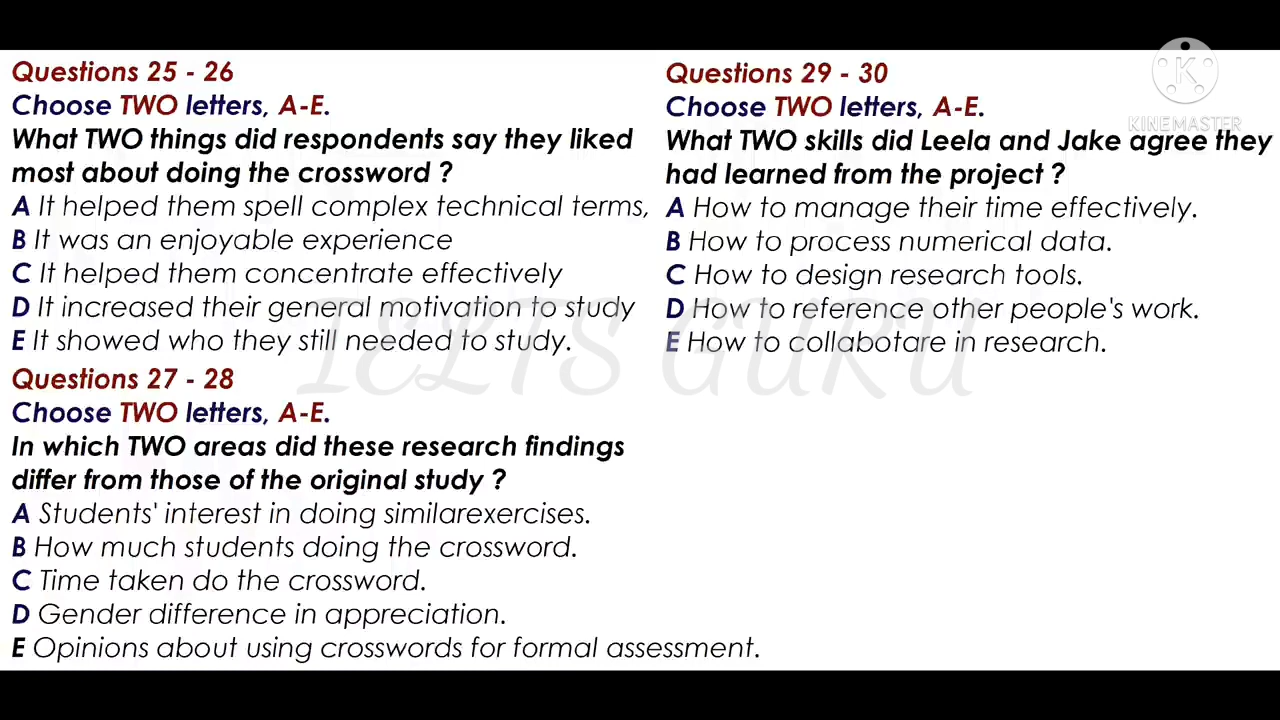 Questions 25 - 26
Choose TWO letters, A-E.
What TWO things did respondents say they liked
most about doing the crossword ?
A It helped them spell complex technical terms,
B It was an enjoyable experience
C It helped them concentrate effectively
D It increased their general motivation to study
E It showed who they still needed to study.
Questions 27 - 28
Choose TWO letters, A-E.
In which TWO areas did these research findings
differ from those of the original study ?
A Students' interest in doing similarexercises.
B How much students doing the crossword.
C Time taken do the crossword.
D Gender difference in appreciation.
E Opinions about using crosswords for formal assessment.
Questions 29 - 30
Choose TWO letters, A-E.
What TWO skills did Leela and Jake agree they
had learned from the project ?
A How to manage their time effectively.
B How to process numerical data.
C How to design research tools.
D How to reference other people's work.
E How to collabotare in research.
IELTS GURU
K
KINEMASTER